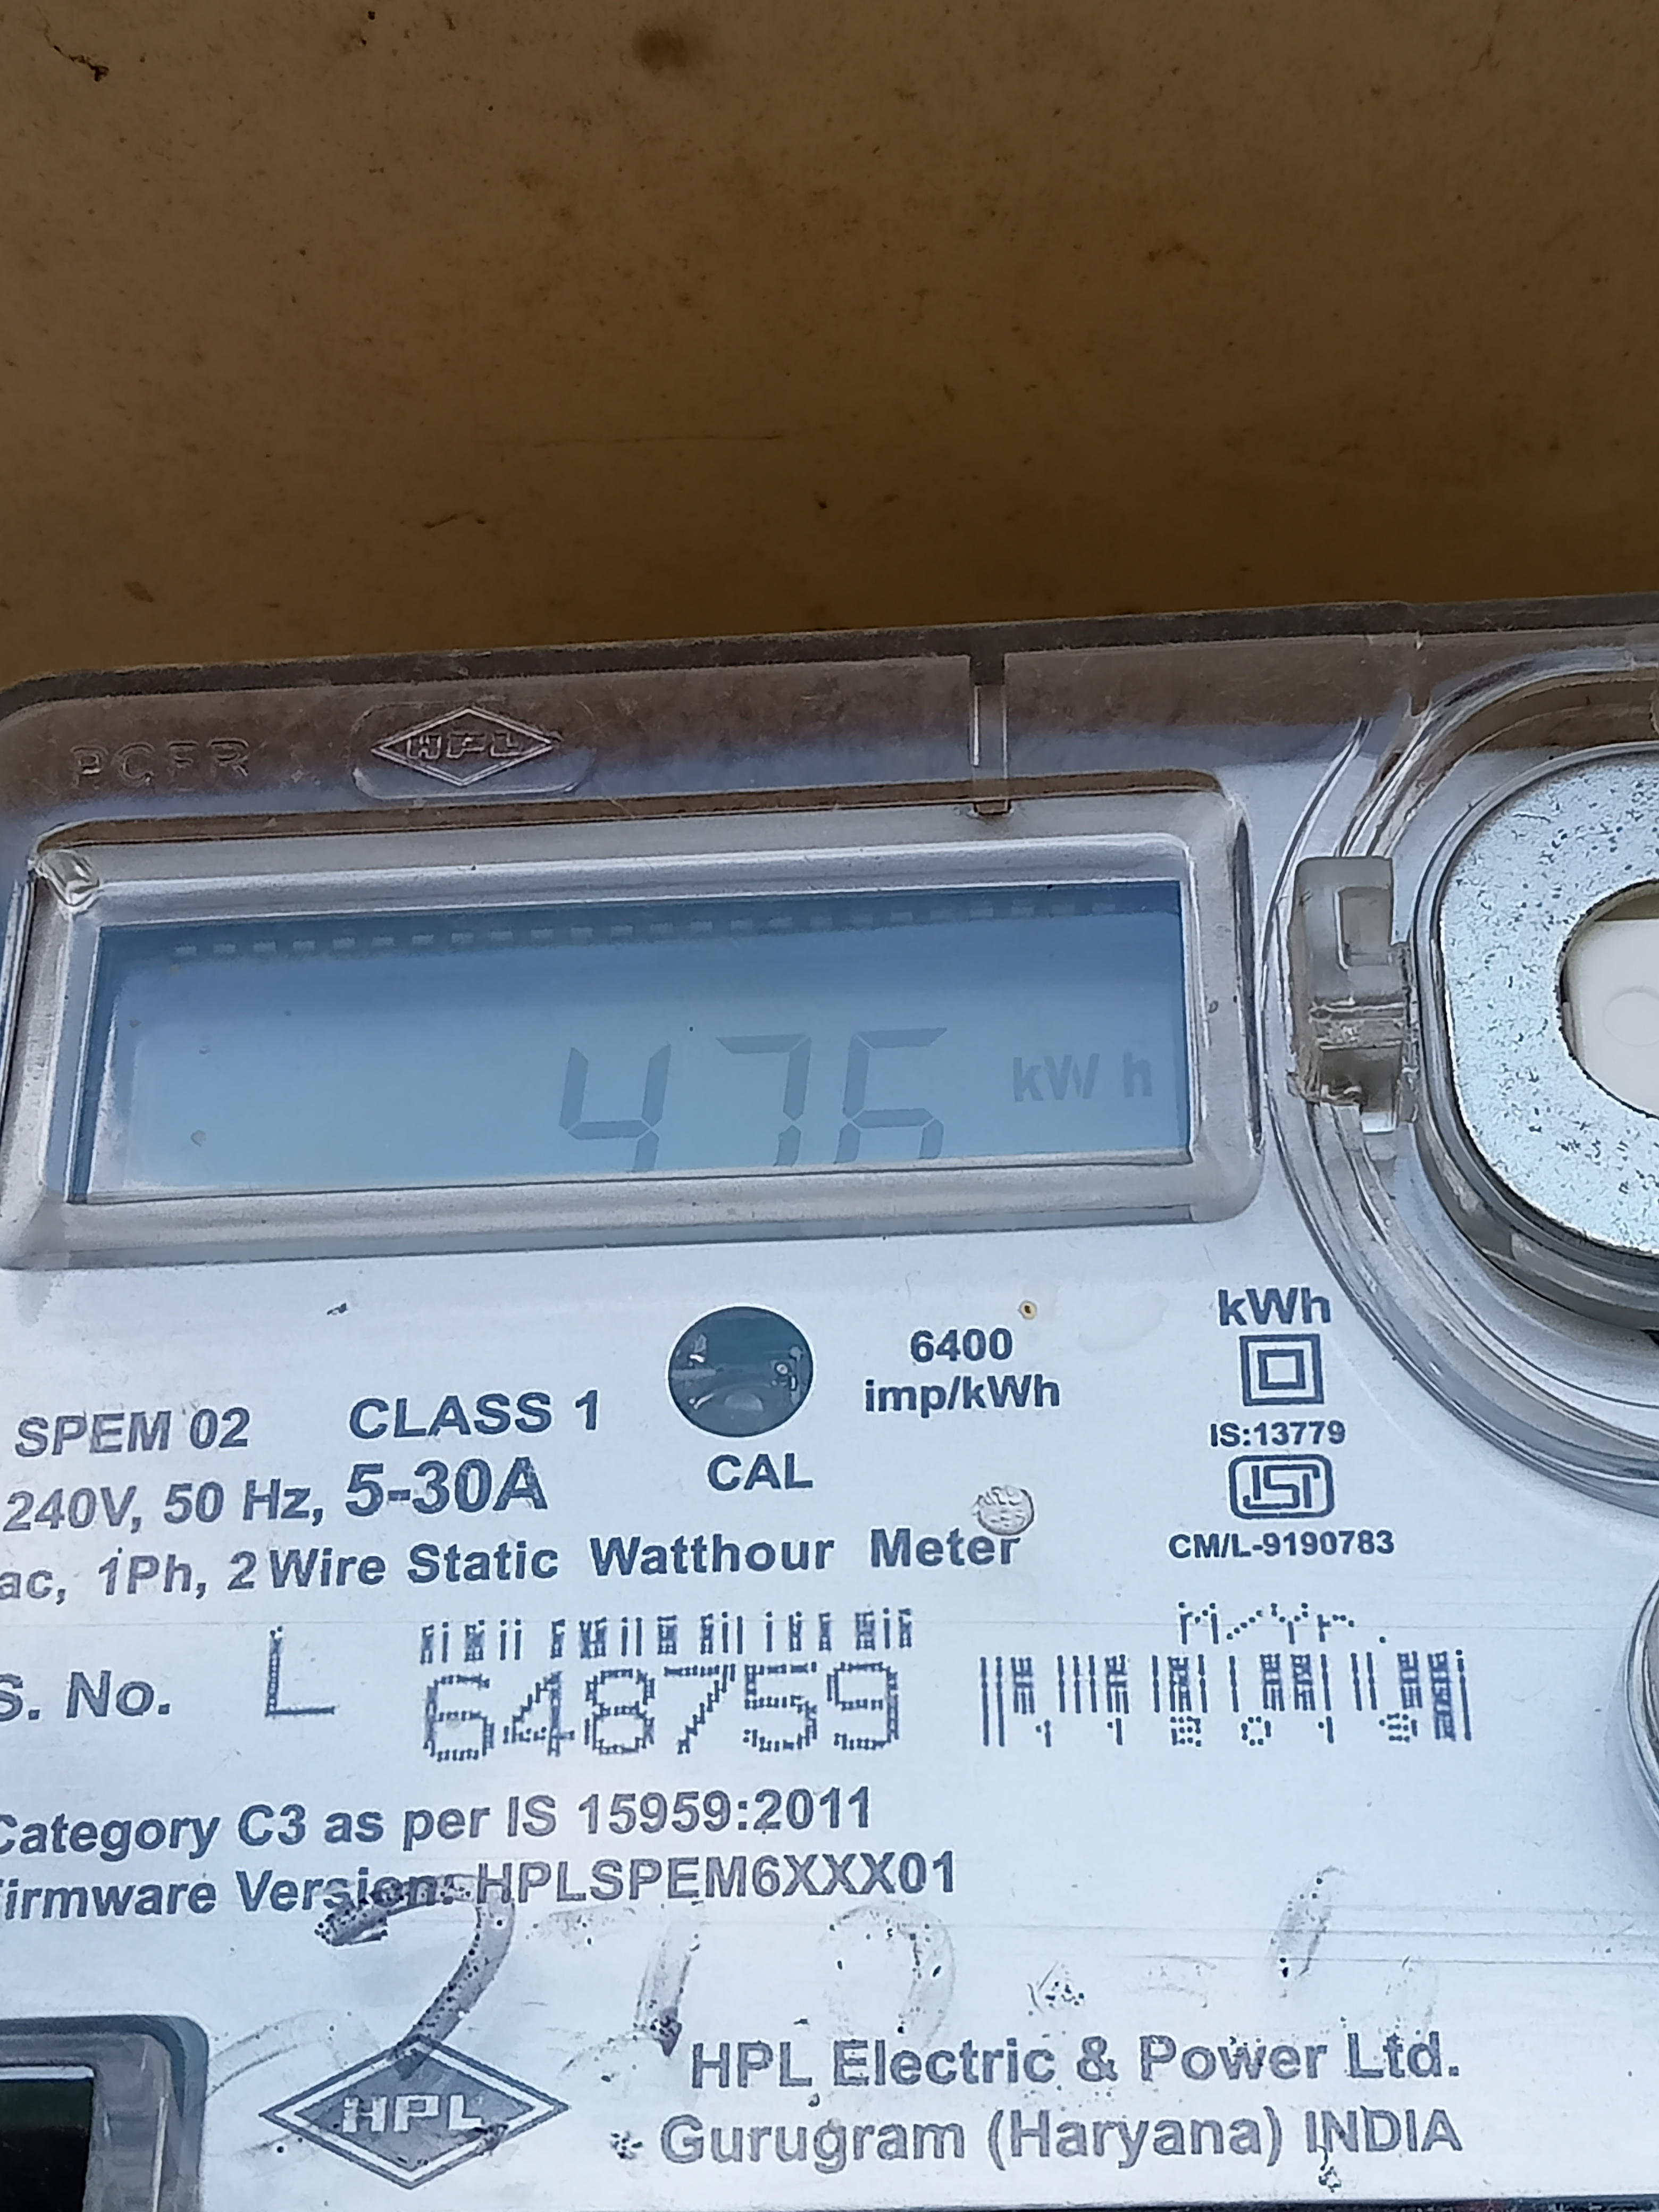 PCFR HPL
476 kWh
6400 kWh
imp/kWh
SPEM 02 CLASS 1 IS:13779
CAL
240V, 50 Hz, 5-30A
ac, 1Ph, 2 Wire Static Watthour Meter CM/L-9190783
S. No. L 648759
Category C3 as per IS 15959:2011
Firmware Version: HPLSPEM6XXX01
HPL
HPL Electric & Power Ltd.
Gurugram (Haryana) INDIA